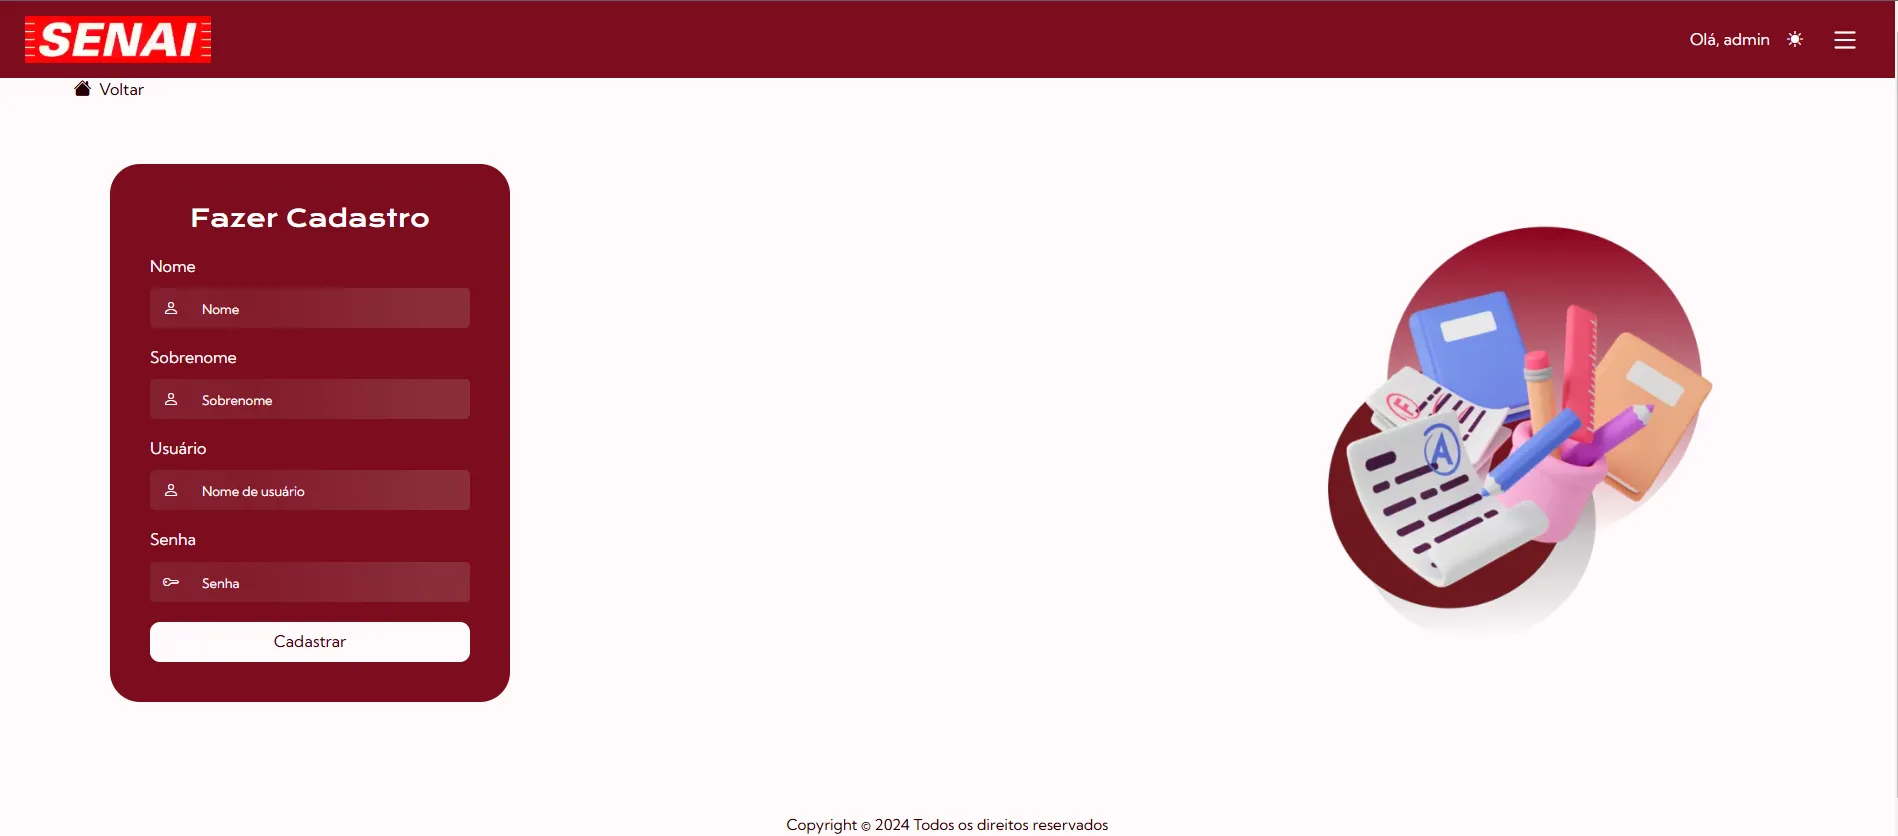 SENAI
Olá, admin
Voltar
Fazer Cadastro
Nome
Nome
Sobrenome
Sobrenome
Usuário
Nome de usuário
Senha
Senha
Cadastrar
F
A
Copyright © 2024 Todos os direitos reservados